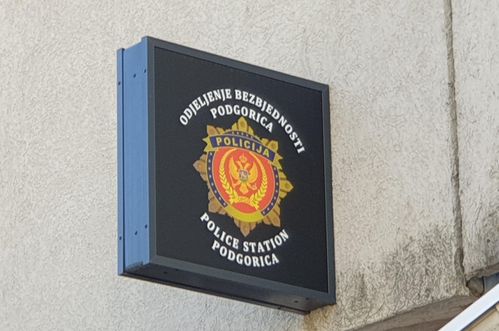 ODJELJENJE BEZBJEDNOSTI
PODGORICA
POLICIJA
POLICE STATION
PODGORICA